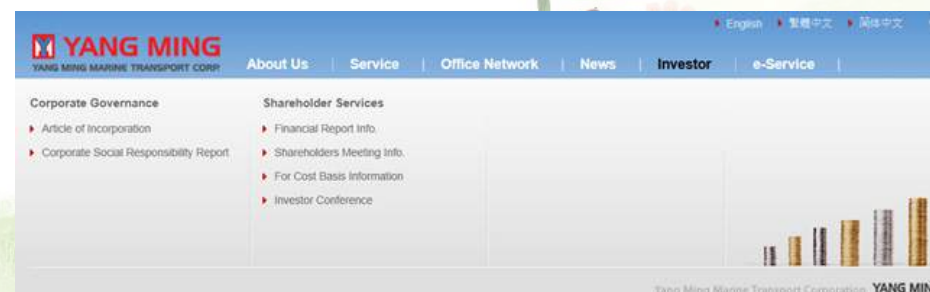 English 繁體中文 简体中文
YANG MING
YANG MING MARINE TRANSPORT CORP.
About Us Service Office Network News Investor e-Service
Corporate Governance
Article of Incorporation
Corporate Social Responsibility Report
Shareholder Services
Financial Report Info.
Shareholders Meeting Info.
For Cost Basis Information
Investor Conference
Yang Ming Marine Transport Corporation YANG MIN